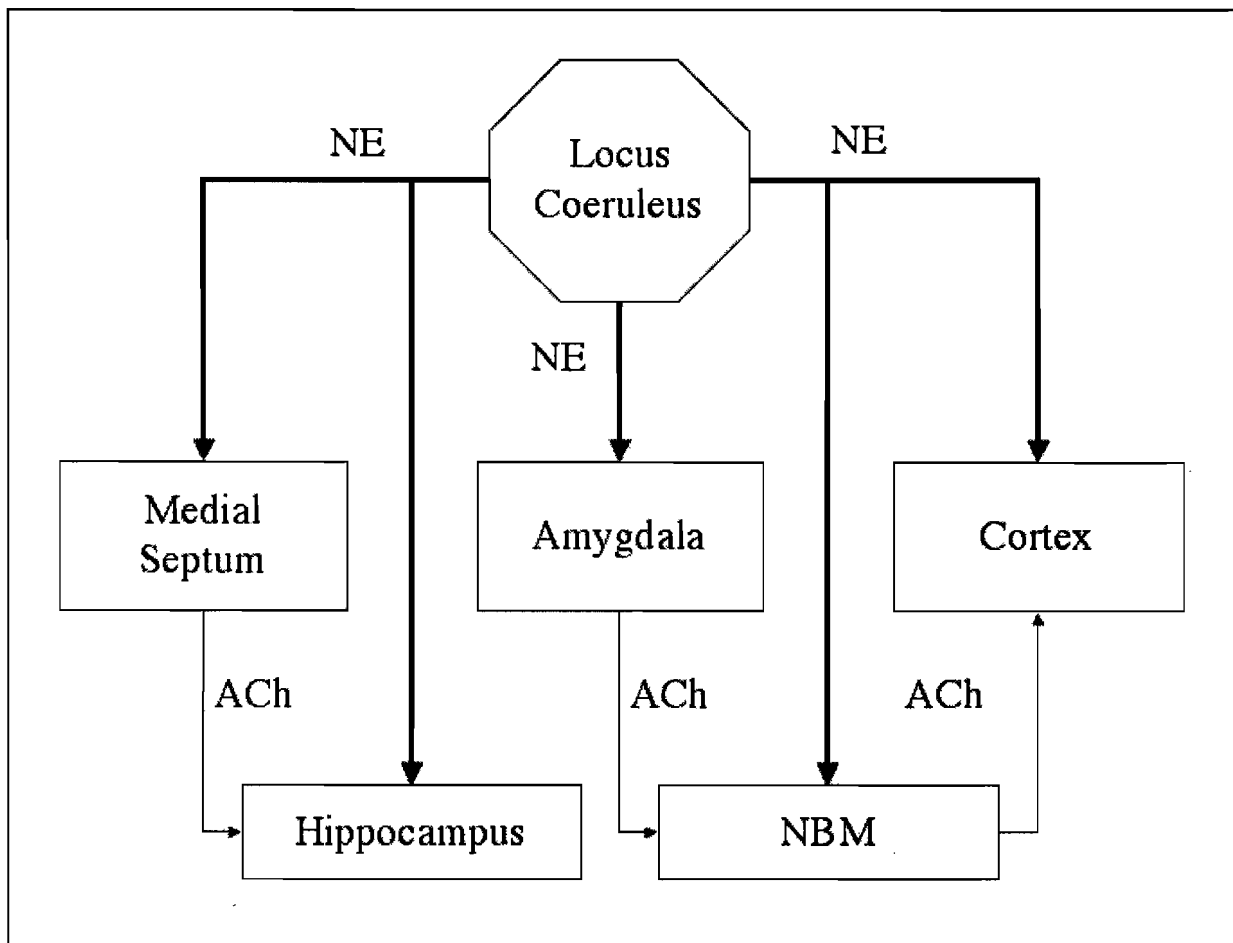 NE
Locus
Coeruleus
NE
NE
Medial
Septum
Amygdala
Cortex
ACh
ACh
ACh
Hippocampus
NBM